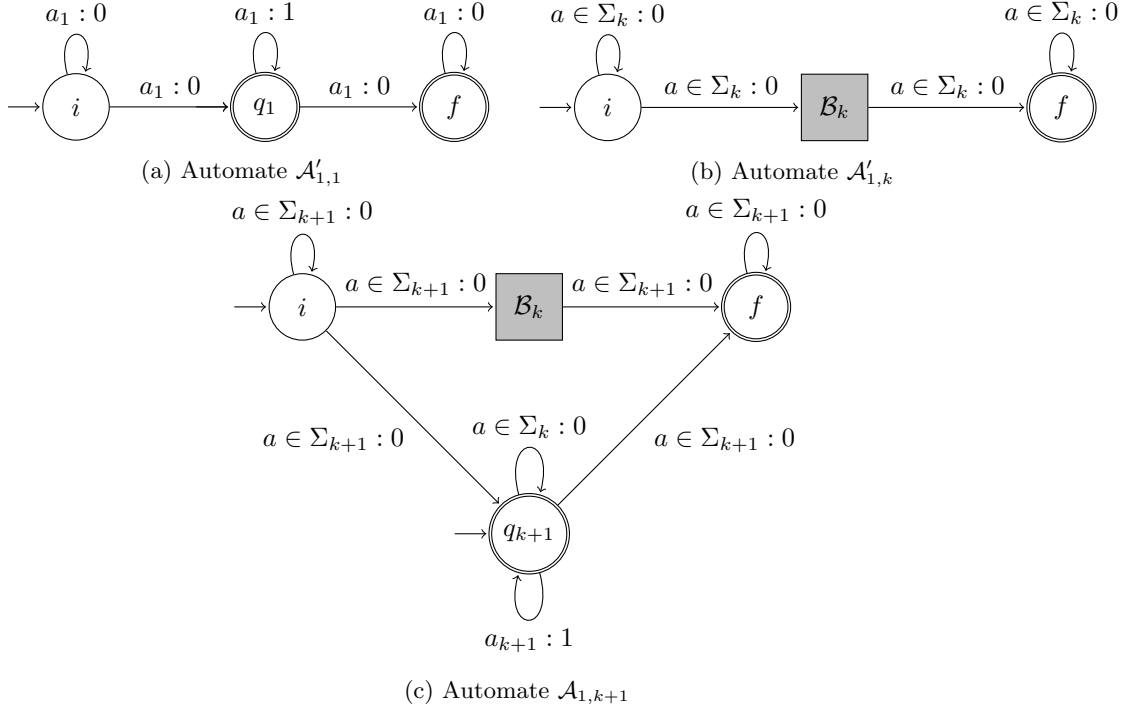 a₁ : 0 a₁ : 1 a₁ : 0 a ∈ Σₖ : 0 a ∈ Σₖ : 0
i a₁ : 0 q₁ a₁ : 0 f i a ∈ Σₖ : 0 𝓑ₖ a ∈ Σₖ : 0 f
(a) Automate 𝒜′₁,₁ (b) Automate 𝒜′₁,ₖ
a ∈ Σₖ₊₁ : 0 a ∈ Σₖ₊₁ : 0
i a ∈ Σₖ₊₁ : 0 𝓑ₖ a ∈ Σₖ₊₁ : 0 f
a ∈ Σₖ₊₁ : 0 a ∈ Σₖ : 0 a ∈ Σₖ₊₁ : 0
qₖ₊₁
aₖ₊₁ : 1
(c) Automate 𝒜₁,ₖ₊₁